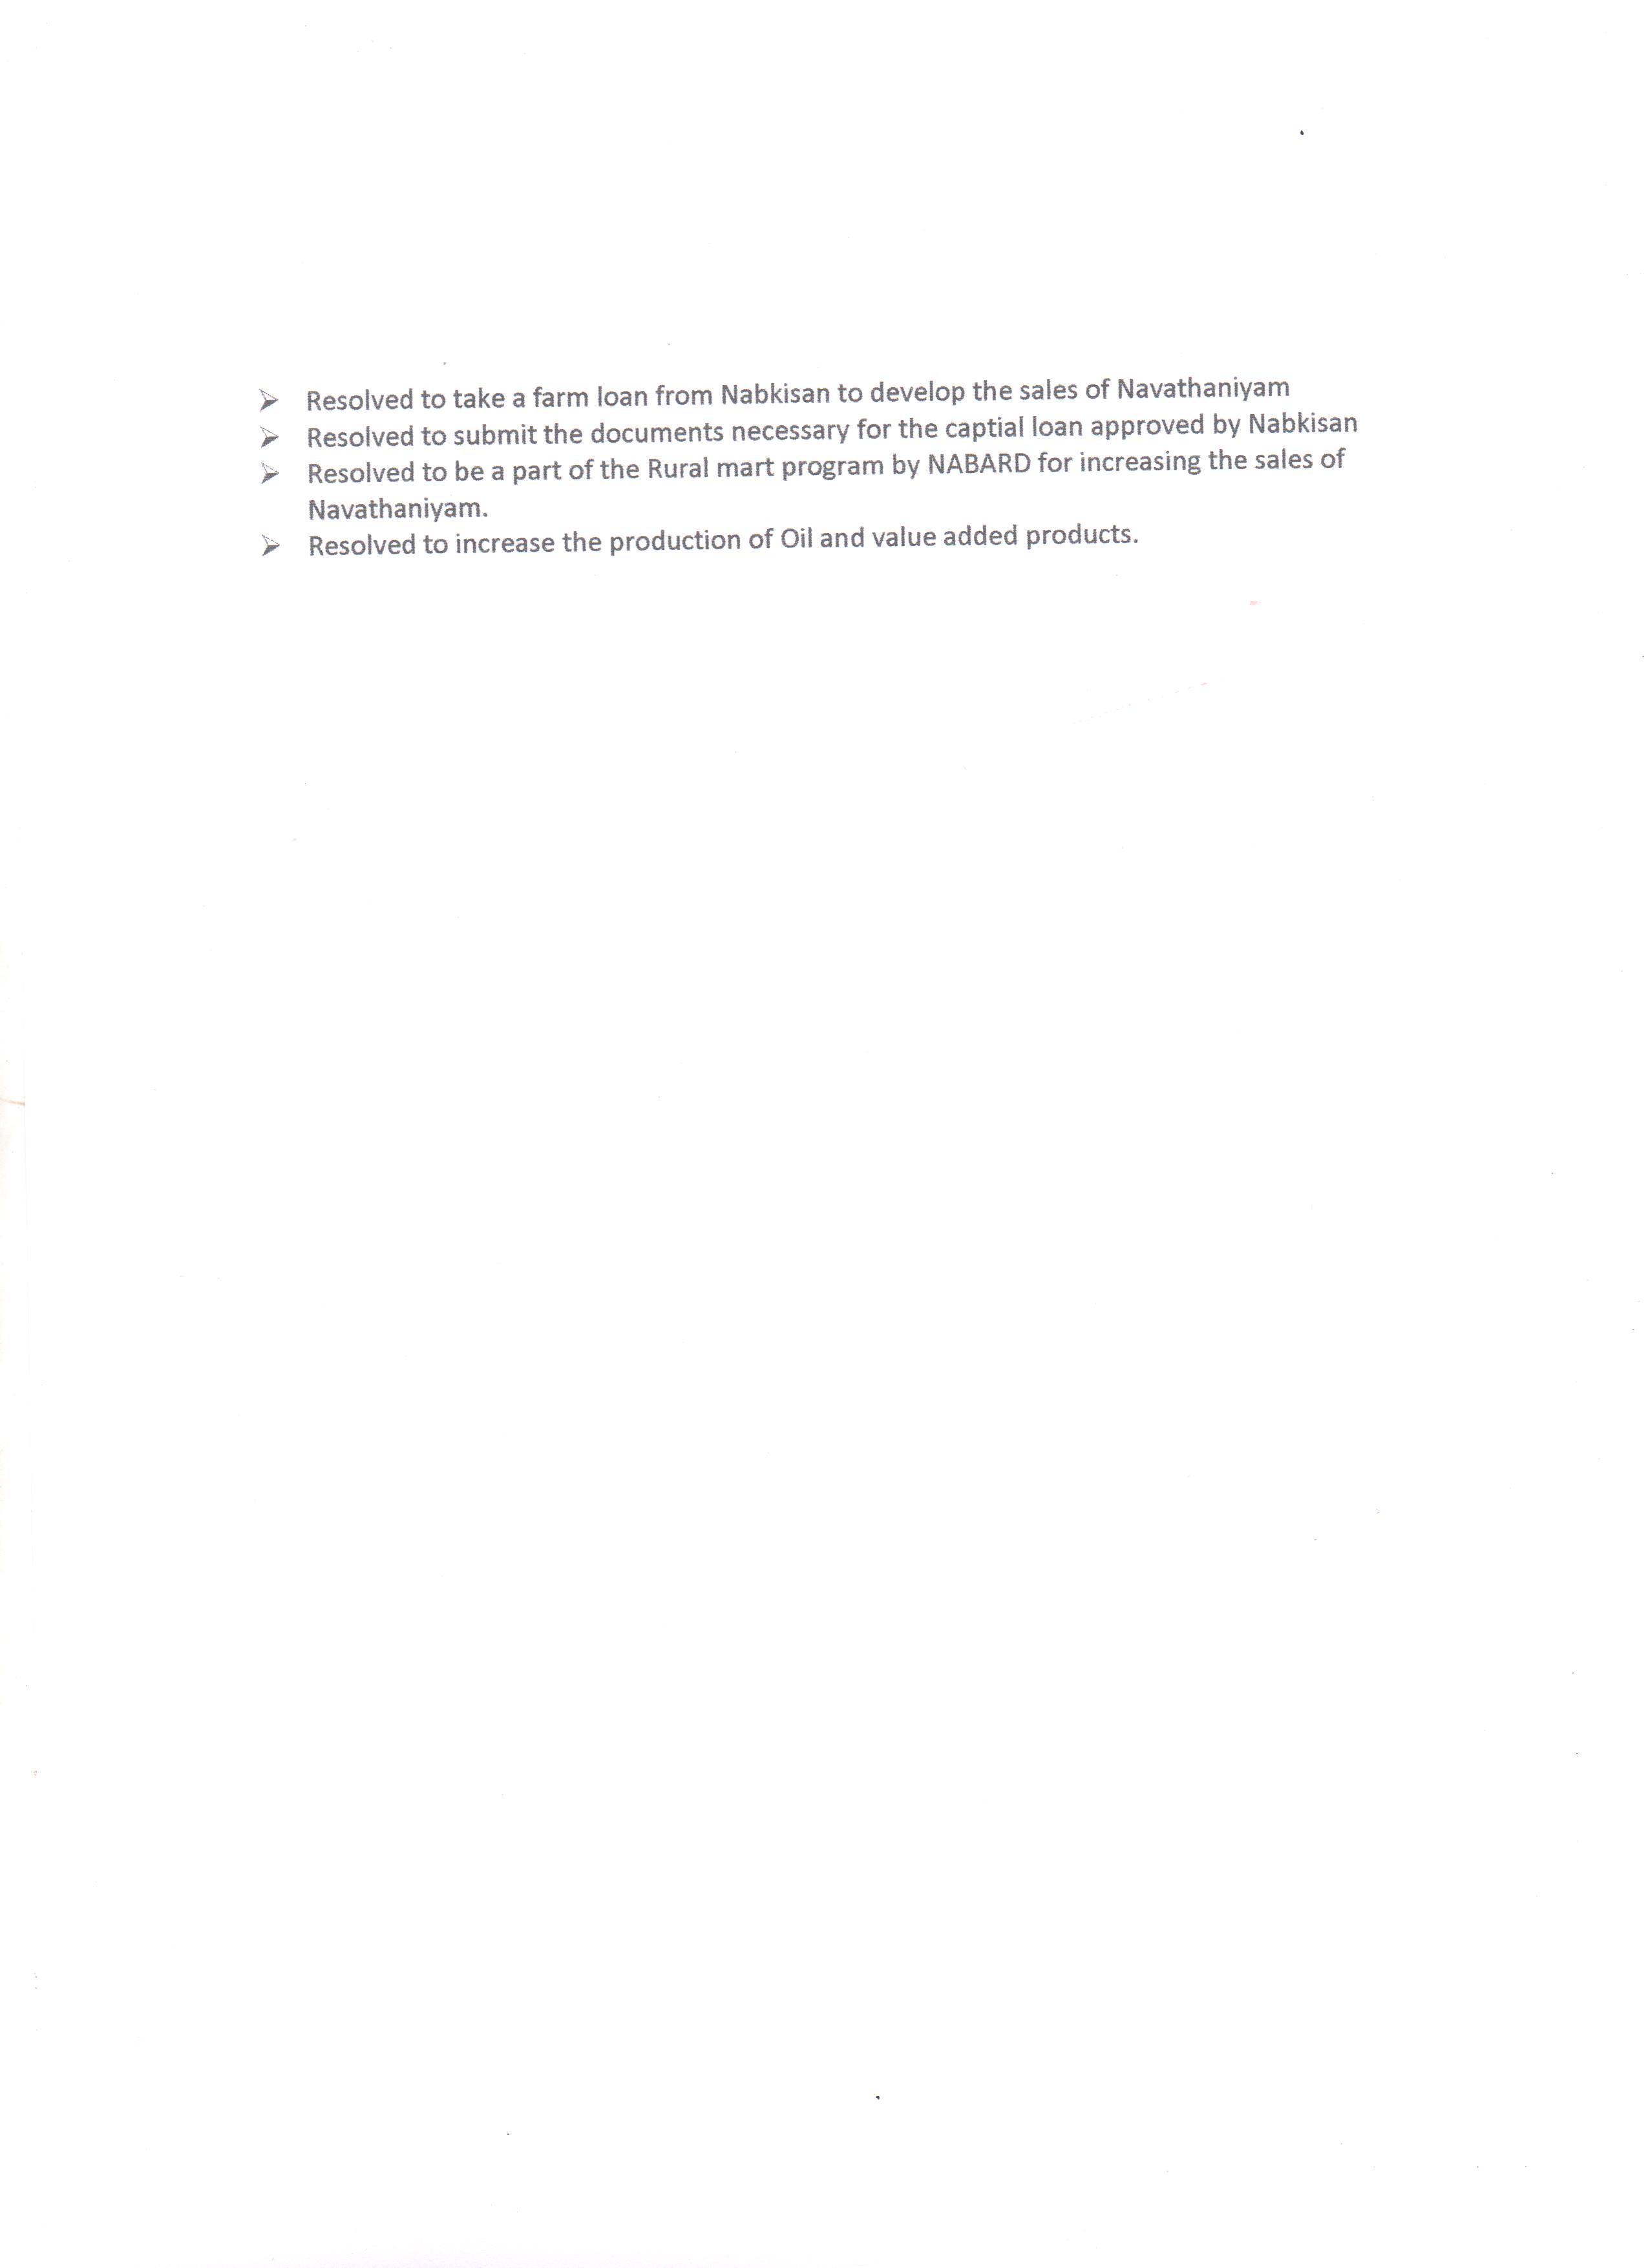 ➢ Resolved to take a farm loan from Nabkisan to develop the sales of Navathaniyam
➢ Resolved to submit the documents necessary for the captial loan approved by Nabkisan
➢ Resolved to be a part of the Rural mart program by NABARD for increasing the sales of
Navathaniyam.
➢ Resolved to increase the production of Oil and value added products.